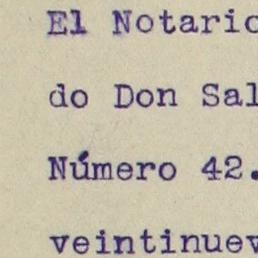 El Notario
do Don Sal
Número 42.
veintinuev